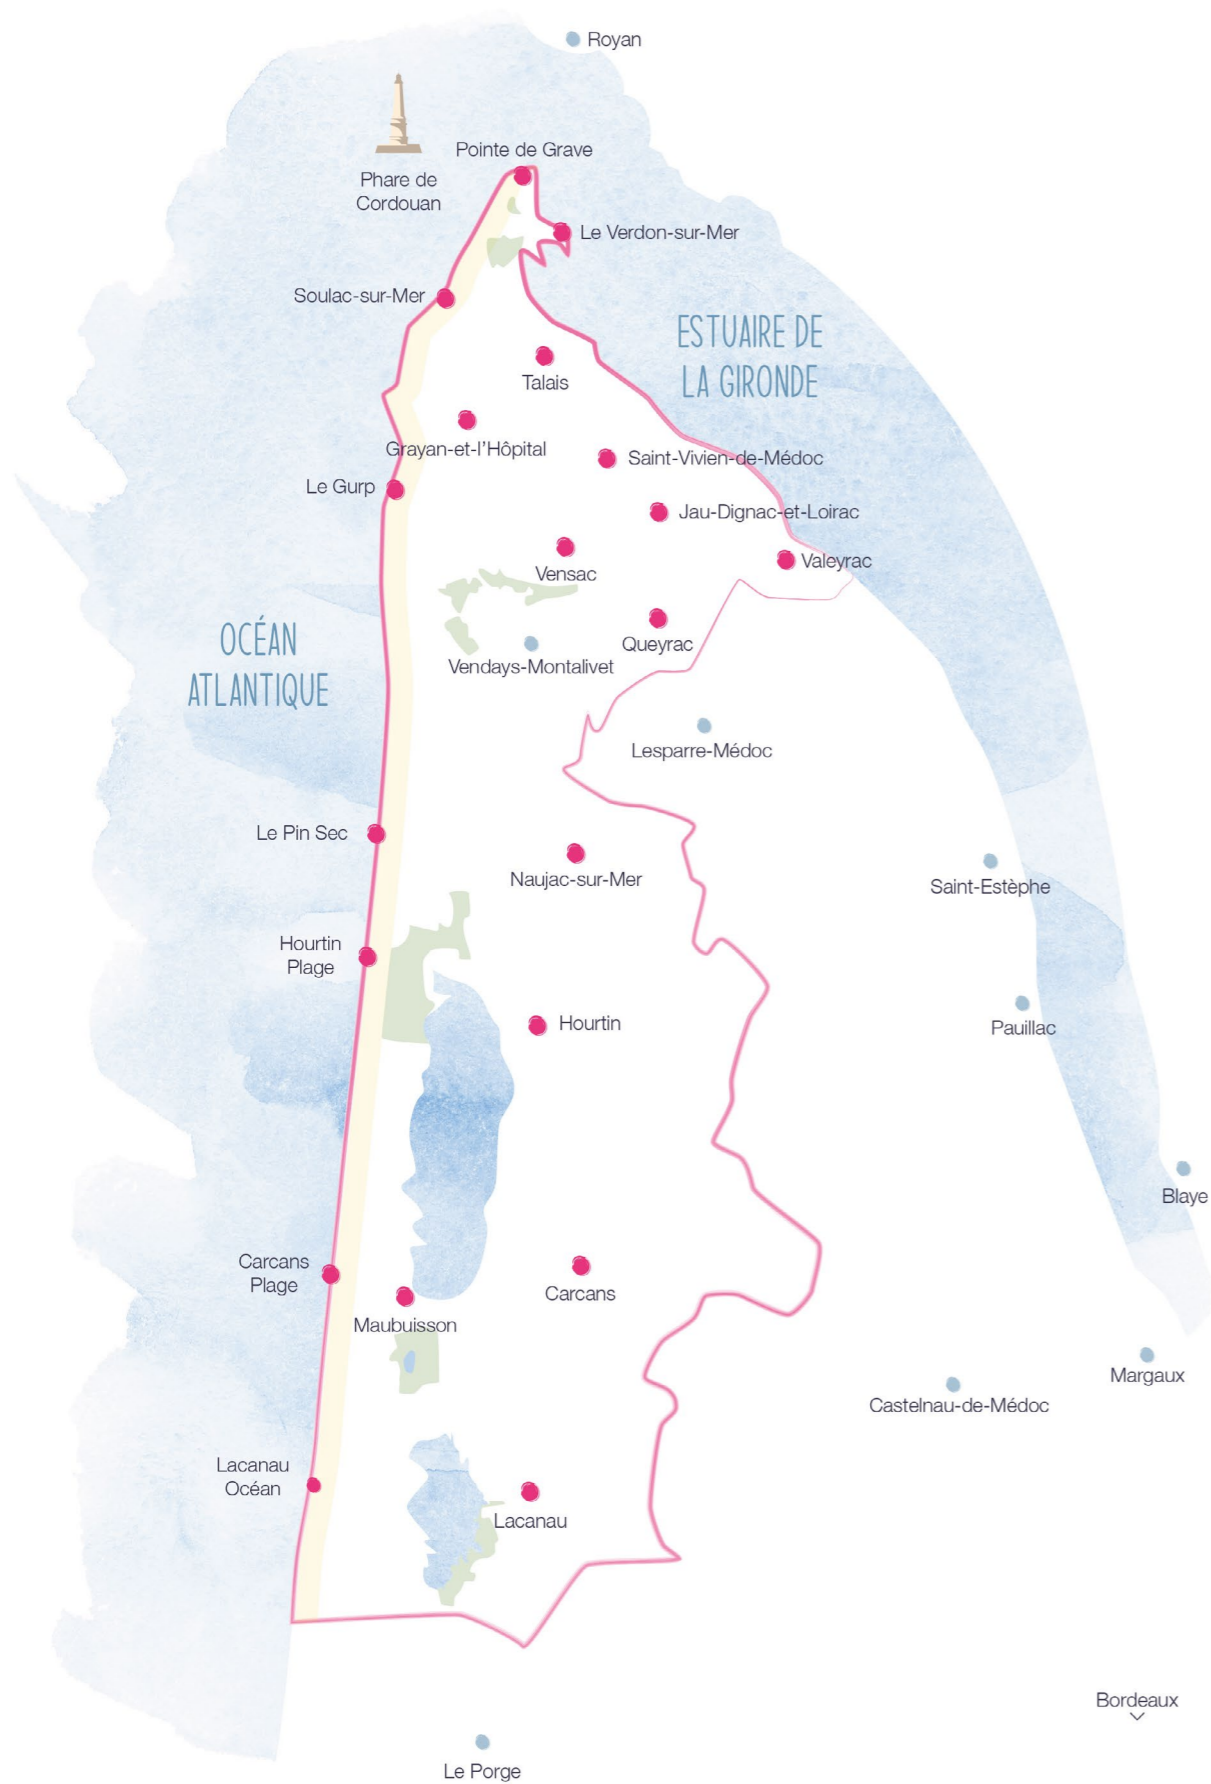 Royan
Pointe de Grave
Phare de
Cordouan
Le Verdon-sur-Mer
Soulac-sur-Mer
ESTUAIRE DE
LA GIRONDE
Talais
Grayan-et-l'Hôpital
Saint-Vivien-de-Médoc
Le Gurp
Jau-Dignac-et-Loirac
Valeyrac
Vensac
OCÉAN
ATLANTIQUE
Queyrac
Vendays-Montalivet
Lesparre-Médoc
Le Pin Sec
Naujac-sur-Mer
Saint-Estèphe
Hourtin
Plage
Hourtin
Pauillac
Blaye
Carcans
Plage
Carcans
Maubuisson
Margaux
Castelnau-de-Médoc
Lacanau
Océan
Lacanau
Bordeaux
Le Porge